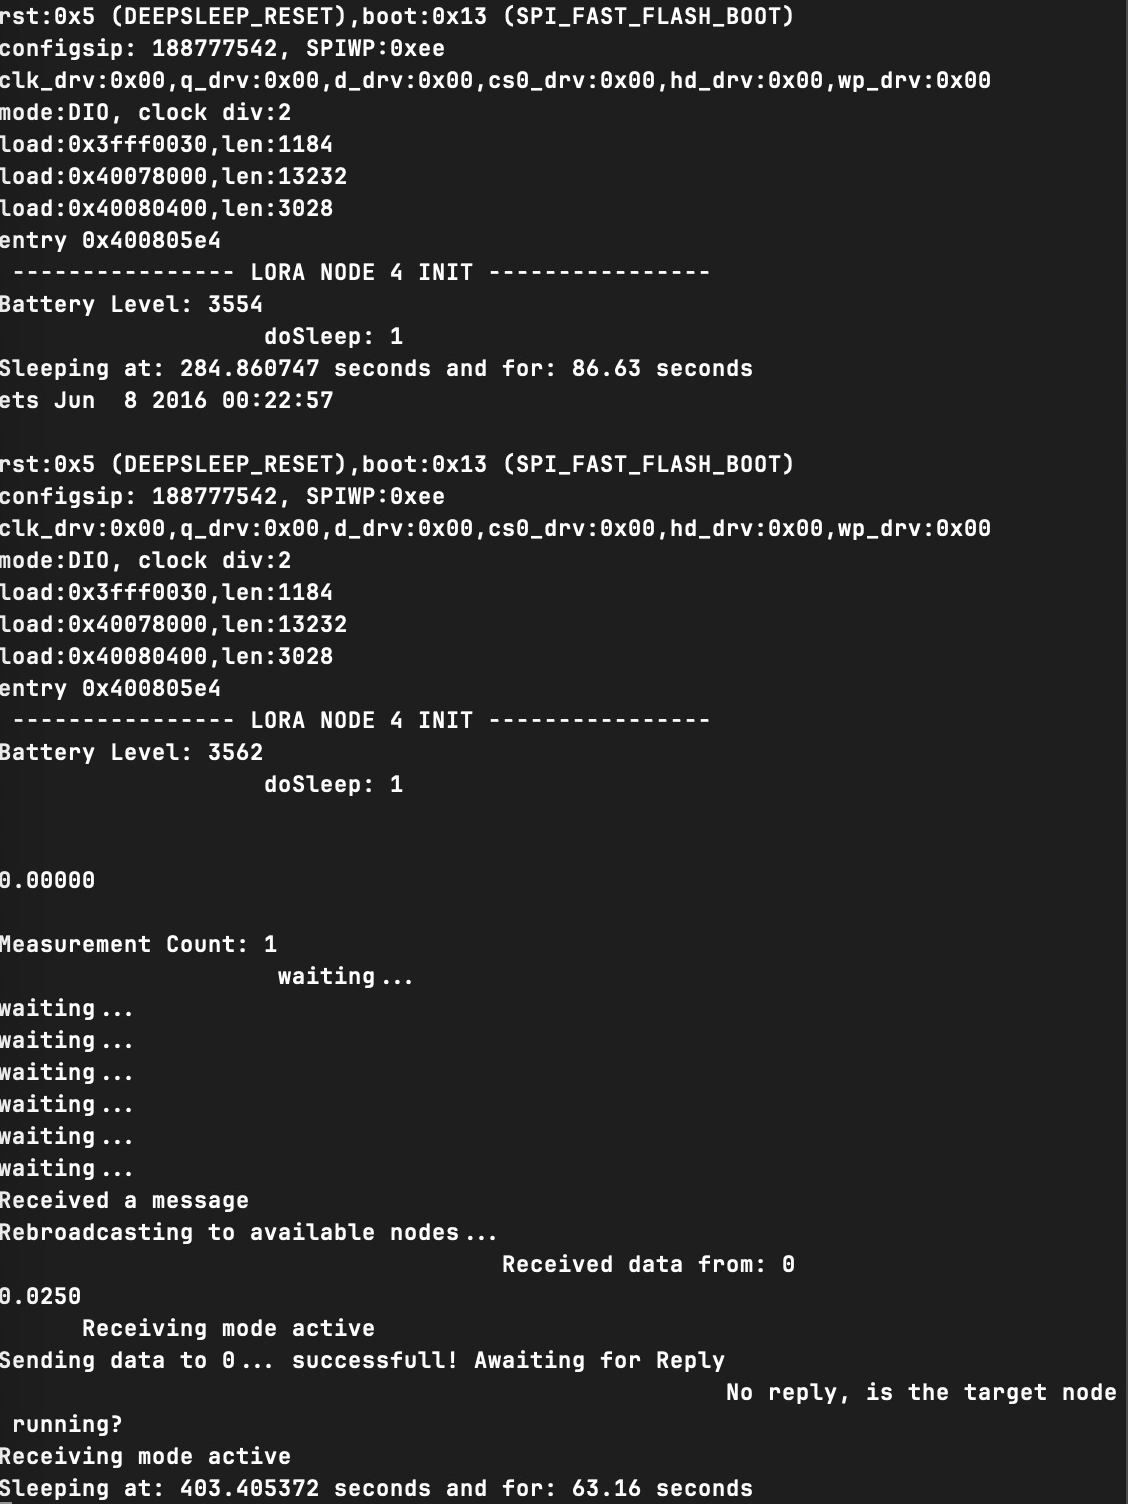 rst:0x5 (DEEPSLEEP_RESET),boot:0x13 (SPI_FAST_FLASH_BOOT)
configsip: 188777542, SPIWP:0xee
clk_drv:0x00,q_drv:0x00,d_drv:0x00,cs0_drv:0x00,hd_drv:0x00,wp_drv:0x00
mode:DIO, clock div:2
load:0x3fff0030,len:1184
load:0x40078000,len:13232
load:0x40080400,len:3028
entry 0x400805e4
---------------- LORA NODE 4 INIT ----------------
Battery Level: 3554
doSleep: 1
Sleeping at: 284.860747 seconds and for: 86.63 seconds
ets Jun  8 2016 00:22:57
rst:0x5 (DEEPSLEEP_RESET),boot:0x13 (SPI_FAST_FLASH_BOOT)
configsip: 188777542, SPIWP:0xee
clk_drv:0x00,q_drv:0x00,d_drv:0x00,cs0_drv:0x00,hd_drv:0x00,wp_drv:0x00
mode:DIO, clock div:2
load:0x3fff0030,len:1184
load:0x40078000,len:13232
load:0x40080400,len:3028
entry 0x400805e4
---------------- LORA NODE 4 INIT ----------------
Battery Level: 3562
doSleep: 1
0.00000
Measurement Count: 1
waiting...
waiting...
waiting...
waiting...
waiting...
waiting...
waiting...
Received a message
Rebroadcasting to available nodes...
Received data from: 0
0.0250
Receiving mode active
Sending data to 0... successfull! Awaiting for Reply
No reply, is the target node
running?
Receiving mode active
Sleeping at: 403.405372 seconds and for: 63.16 seconds